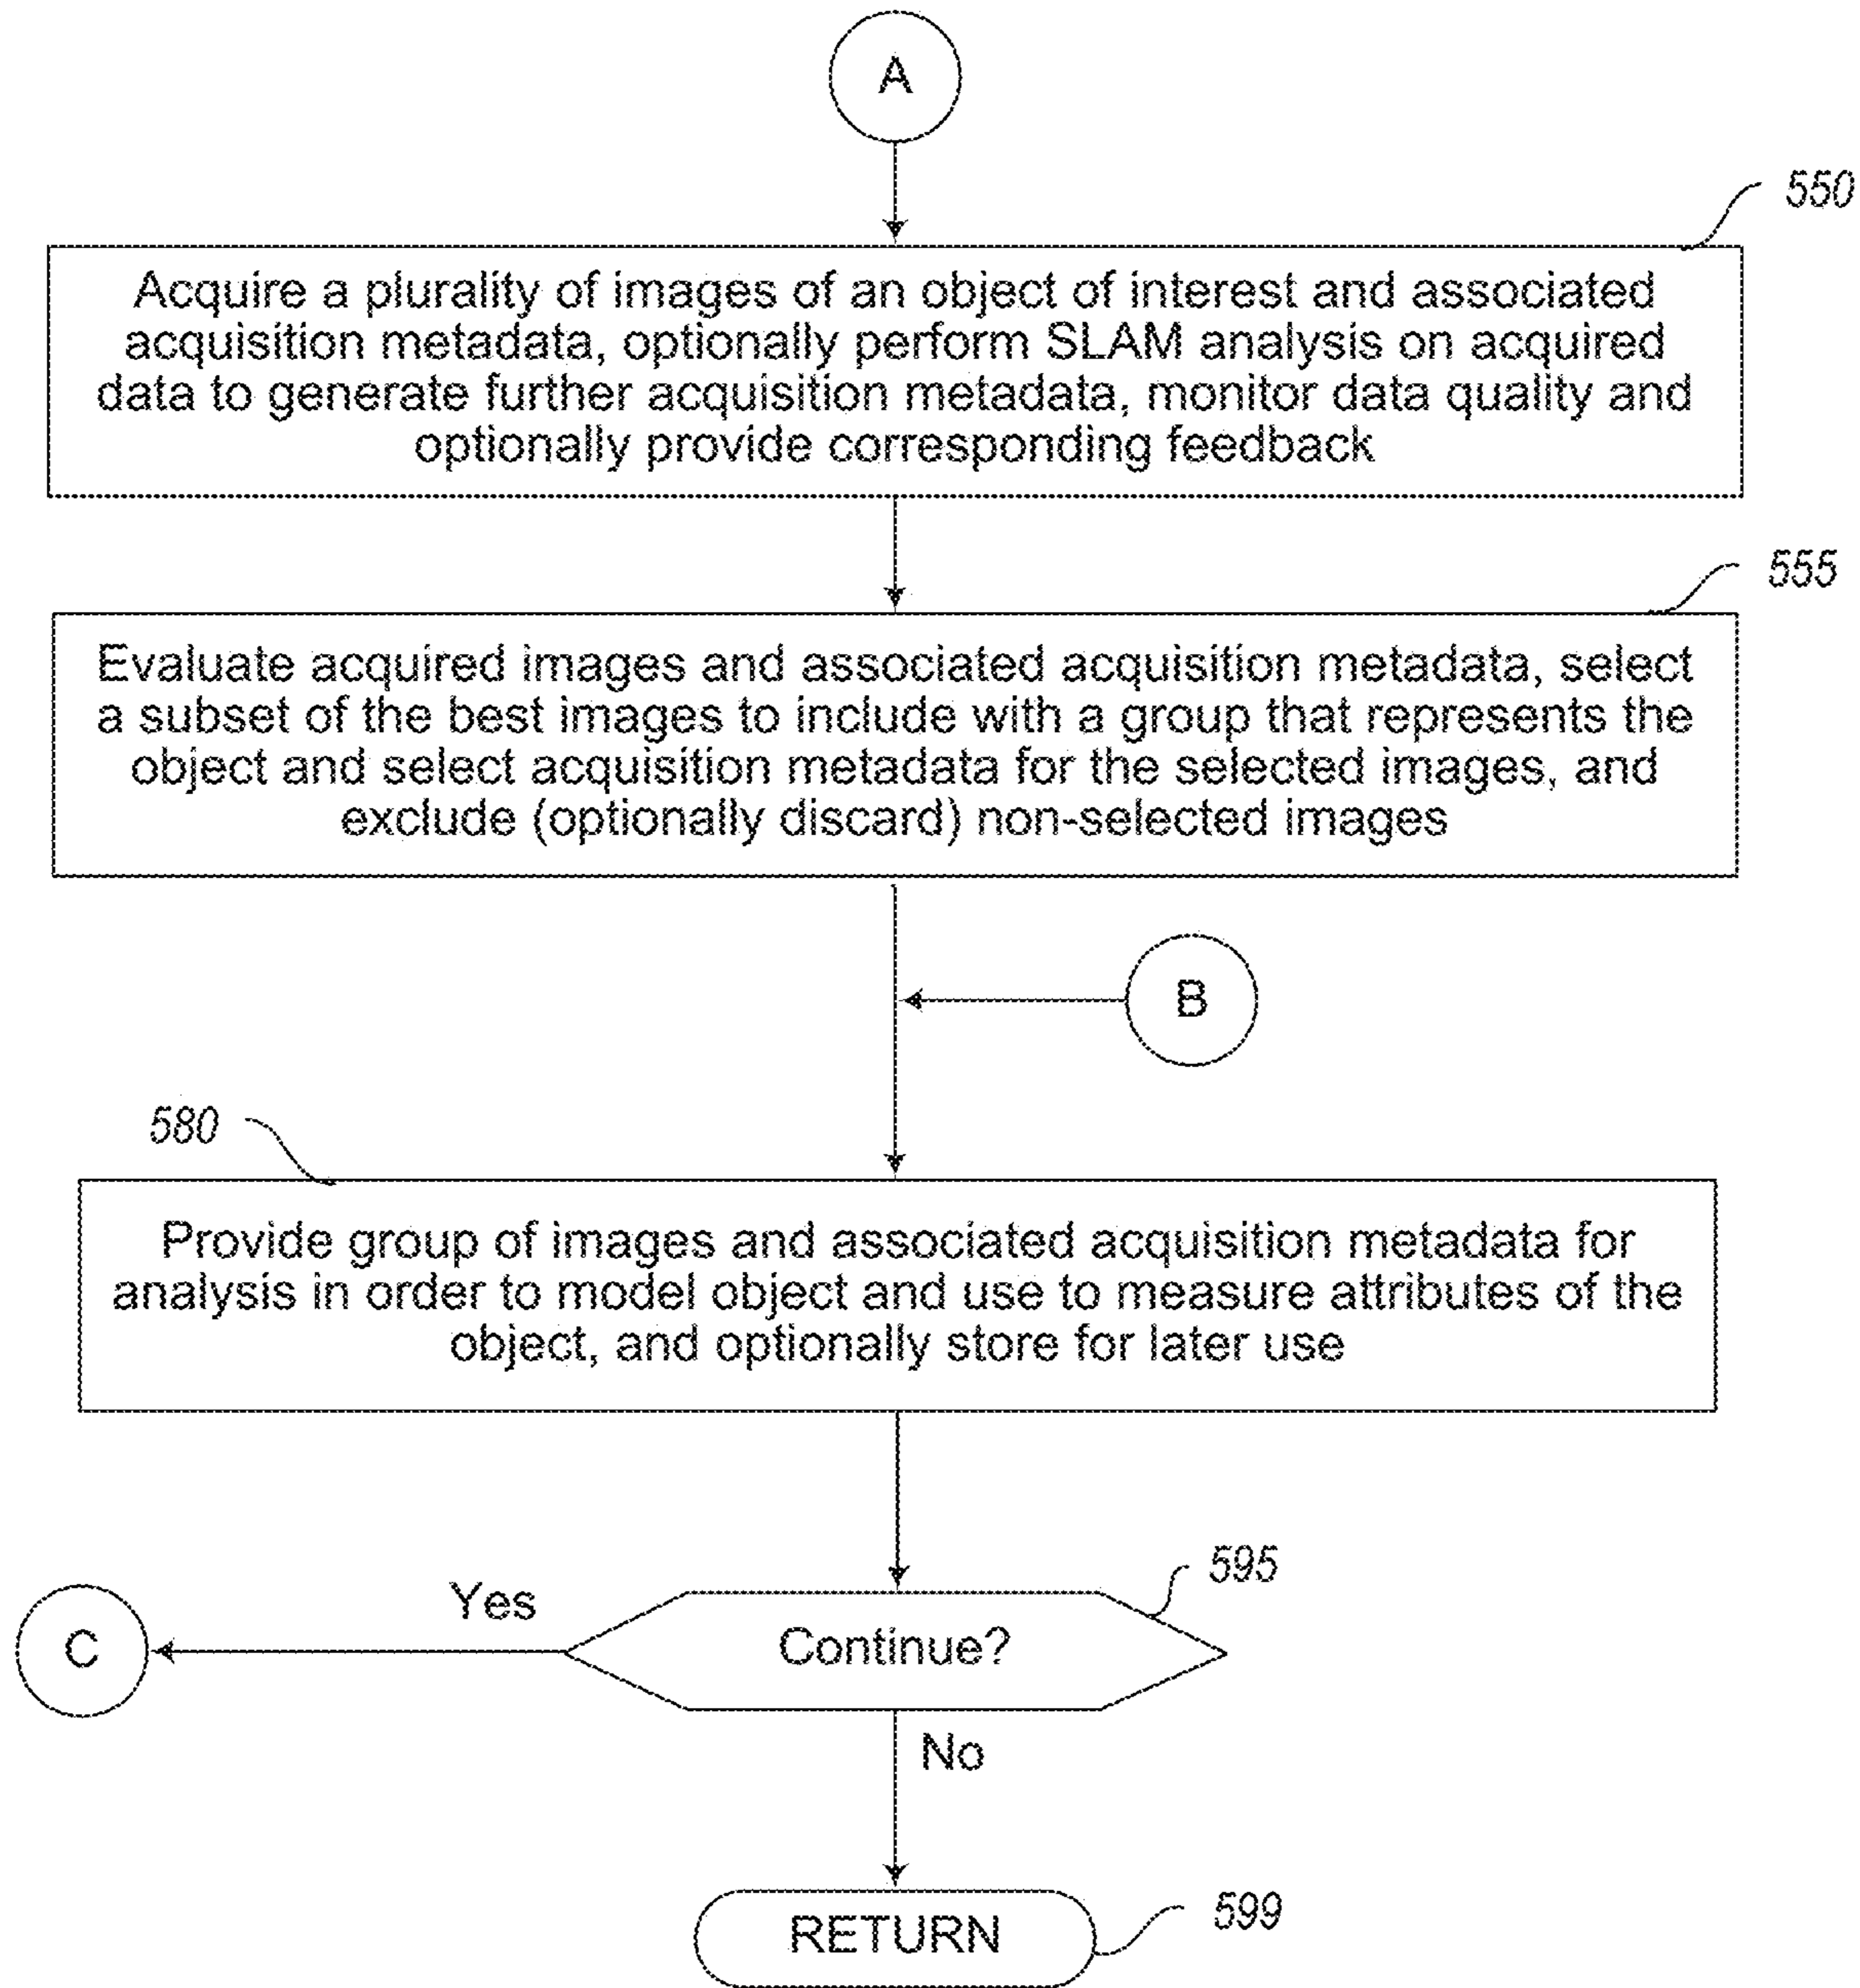 A
550
Acquire a plurality of images of an object of interest and associated
acquisition metadata, optionally perform SLAM analysis on acquired
data to generate further acquisition metadata, monitor data quality and
optionally provide corresponding feedback
555
Evaluate acquired images and associated acquisition metadata, select
a subset of the best images to include with a group that represents the
object and select acquisition metadata for the selected images, and
exclude (optionally discard) non-selected images
B
580
Provide group of images and associated acquisition metadata for
analysis in order to model object and use to measure attributes of the
object, and optionally store for later use
595
Yes
C
Continue?
No
RETURN
599